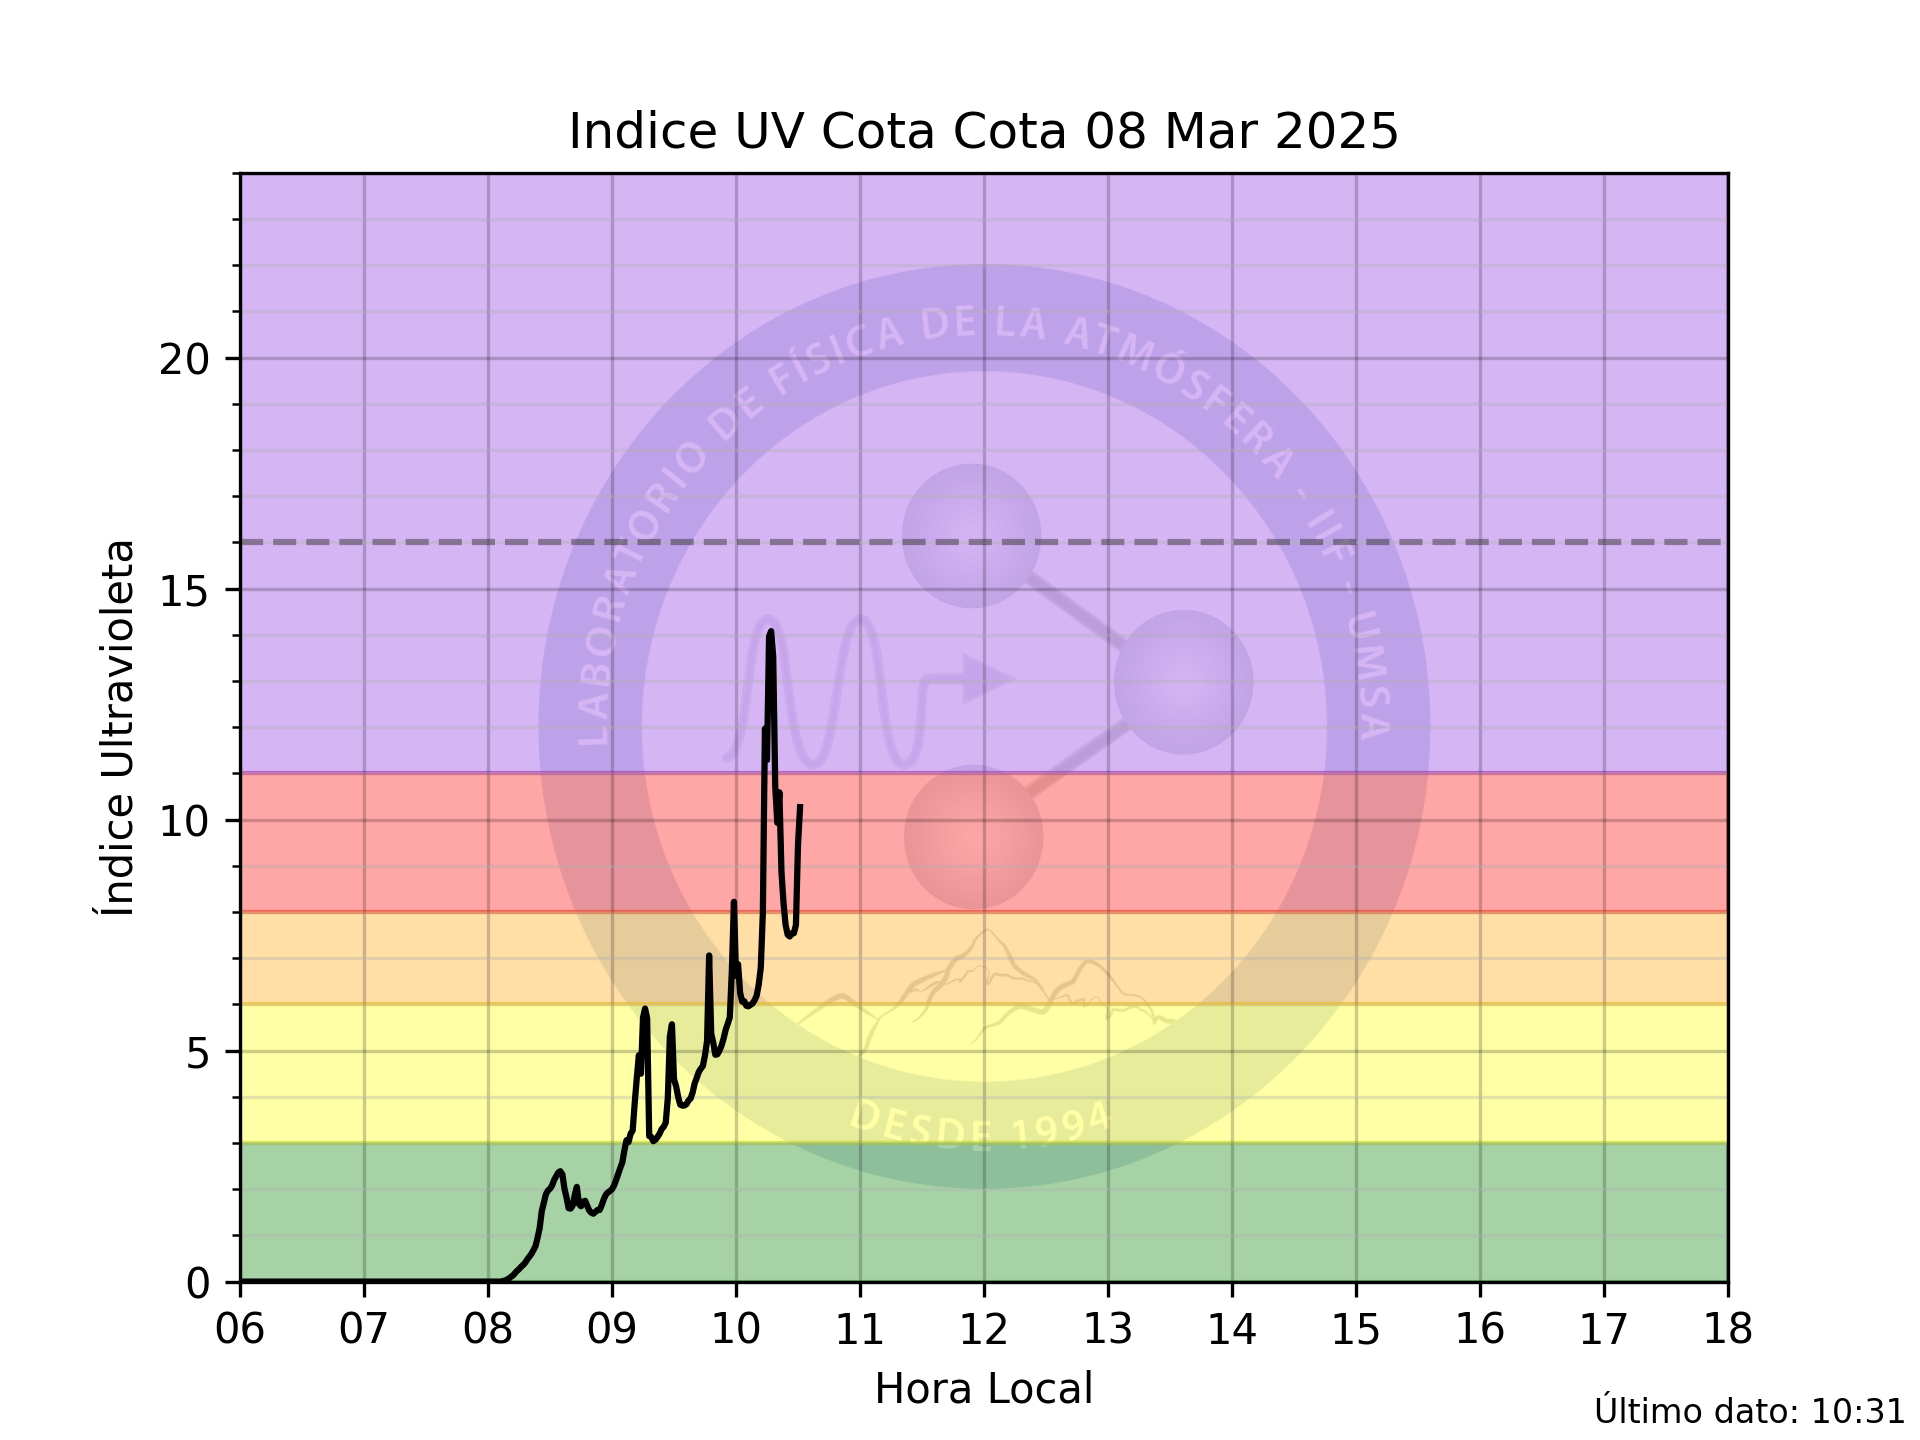 Indice UV Cota Cota 08 Mar 2025
Índice Ultravioleta
20
15
10
5
0
LABORATORIO DE FÍSICA DE LA ATMÓSFERA - IIF - UMSA
DESDE 1994
06 07 08 09 10 11 12 13 14 15 16 17 18
Hora Local
Último dato: 10:31